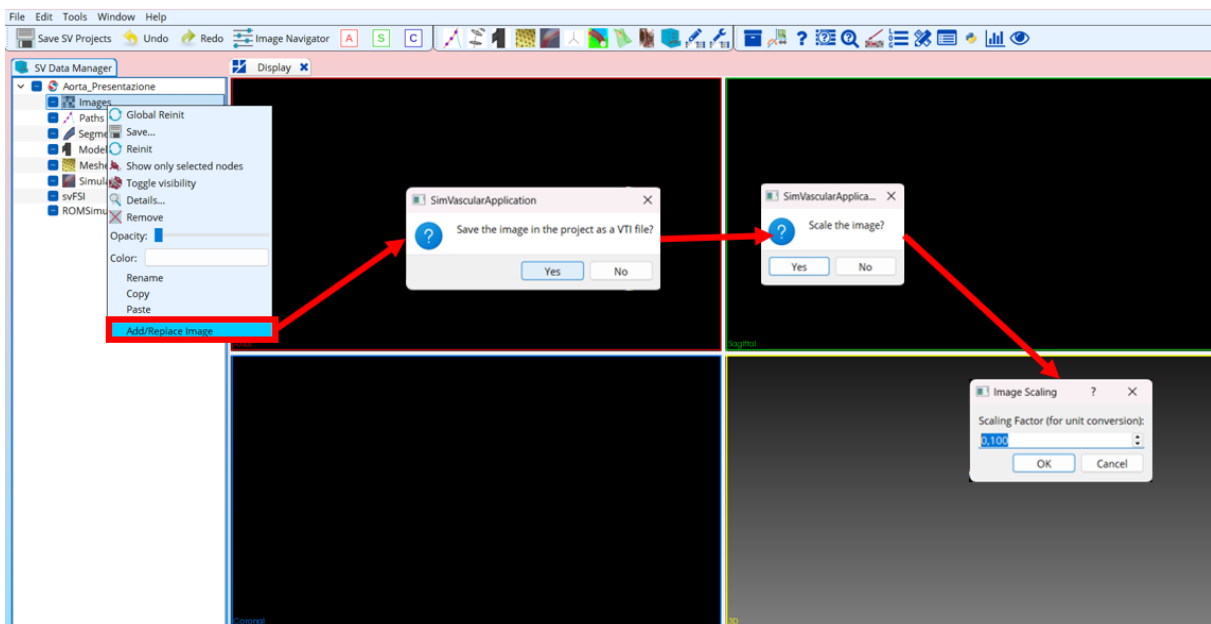 File Edit Tools Window Help
Save SV Projects Undo Redo Image Navigator A S C
SV Data Manager
Display
Aorta_Presentazione
Images
Paths
Segme
Model
Meshe
Simula
svFSI
ROMSimu
Global Reinit
Save...
Reinit
Show only selected nodes
Toggle visibility
Details...
Remove
Opacity:
Color:
Rename
Copy
Paste
Add/Replace Image
SimVascularApplication
Save the image in the project as a VTI file?
Yes No
SimVascularApplica...
Scale the image?
Yes No
Sagittal
Image Scaling ?
Scaling Factor (for unit conversion):
0,100
OK Cancel
Coronal
3D